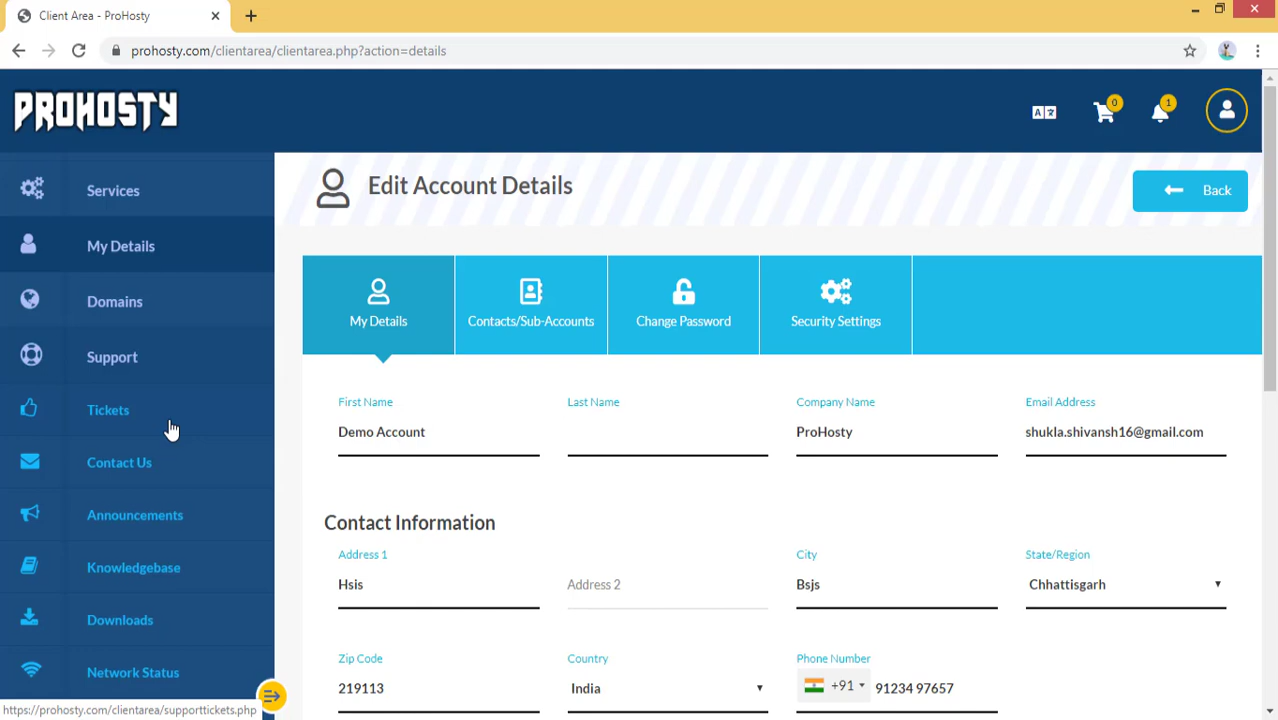 Client Area - ProHosty
prohosty.com/clientarea/clientarea.php?action=details
PROHOSTY
A
0
1
Services
My Details
Domains
Support
Tickets
Contact Us
Announcements
Knowledgebase
Downloads
Network Status
https://prohosty.com/clientarea/supporttickets.php
Edit Account Details
Back
My Details
Contacts/Sub-Accounts
Change Password
Security Settings
First Name
Last Name
Company Name
Email Address
Demo Account
ProHosty
shukla.shivansh16@gmail.com
Contact Information
Address 1
City
State/Region
Hsis
Address 2
Bsjs
Chhattisgarh
Zip Code
Country
Phone Number
219113
India
+91
91234 97657